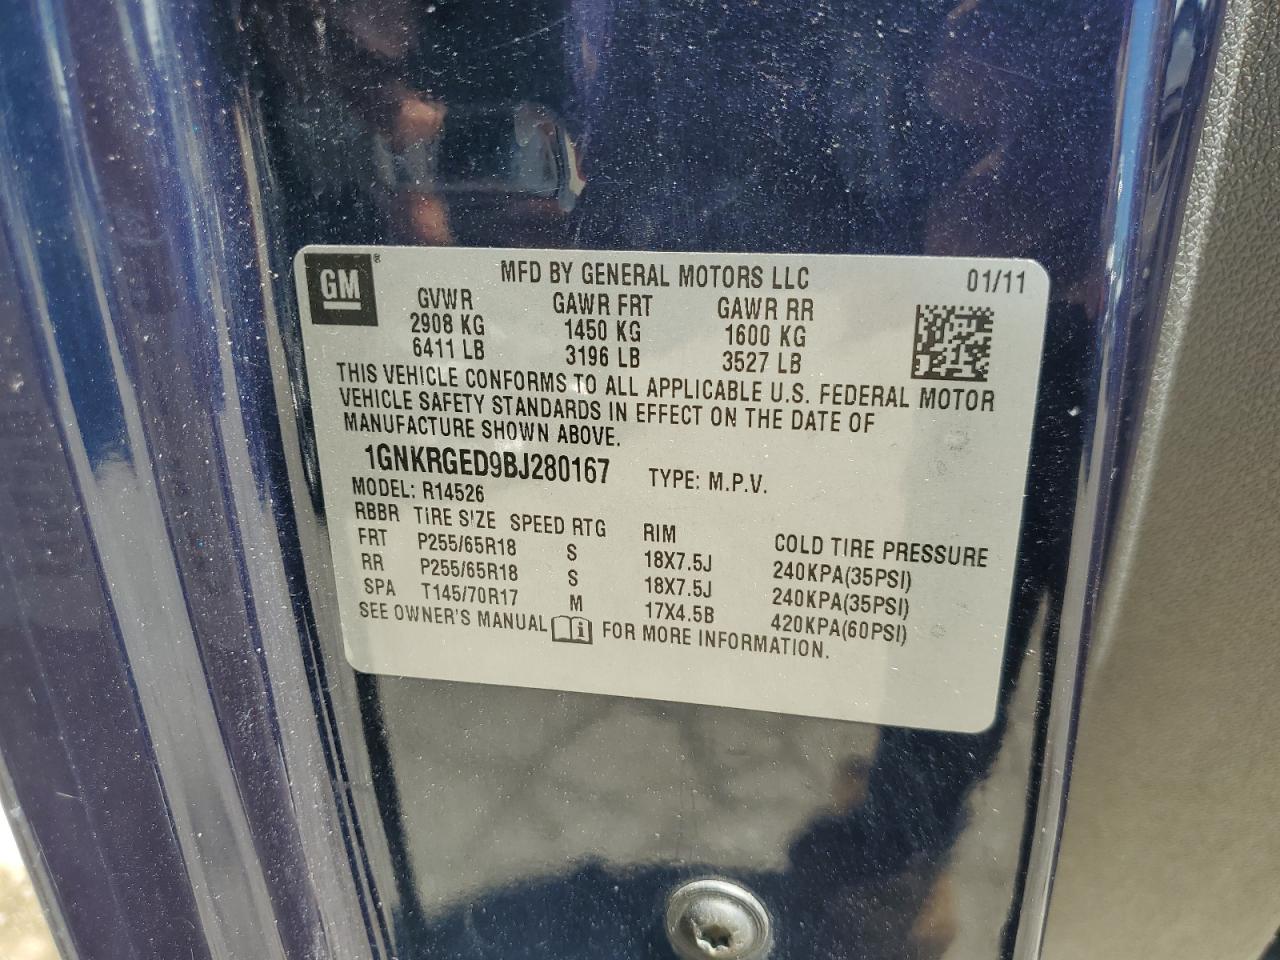 GM®
MFD BY GENERAL MOTORS LLC 01/11
GVWR GAWR FRT GAWR RR
2908 KG 1450 KG 1600 KG
6411 LB 3196 LB 3527 LB
THIS VEHICLE CONFORMS TO ALL APPLICABLE U.S. FEDERAL MOTOR
VEHICLE SAFETY STANDARDS IN EFFECT ON THE DATE OF
MANUFACTURE SHOWN ABOVE.
1GNKRGED9BJ280167 TYPE: M.P.V.
MODEL: R14526
RBBR TIRE SIZE SPEED RTG RIM COLD TIRE PRESSURE
FRT P255/65R18 S 18X7.5J 240KPA(35PSI)
RR P255/65R18 S 18X7.5J 240KPA(35PSI)
SPA T145/70R17 M 17X4.5B 420KPA(60PSI)
SEE OWNER'S MANUAL i FOR MORE INFORMATION.